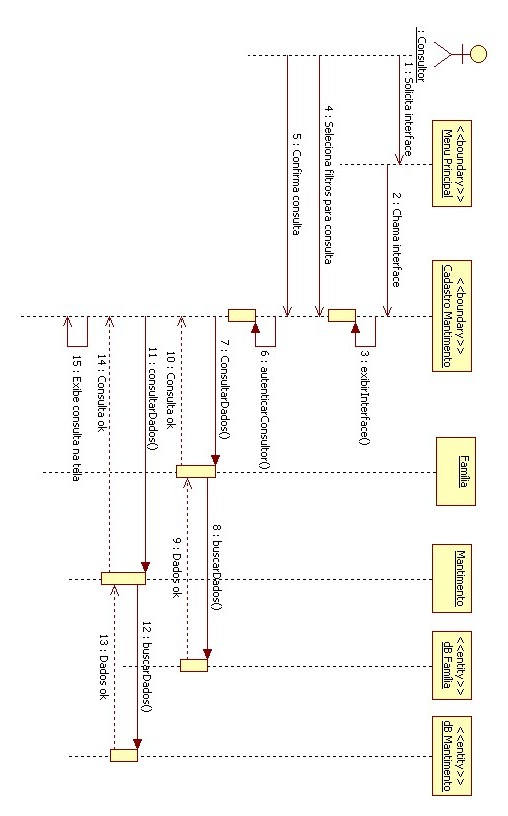 : Consultor
<<boundary>>
Menu Principal
<<boundary>>
Cadastro Mantimento
Família
Mantimento
<<entity>>
dB Família
<<entity>>
dB Mantimento
1 : Solicita interface
2 : Chama interface
3 : exibirInterface()
4 : Seleciona filtros para consulta
5 : Confirma consulta
6 : autenticarConsultor()
7 : ConsultarDados()
8 : buscarDados()
9 : Dados ok
10 : Consulta ok
11 : consultarDados()
12 : buscarDados()
13 : Dados ok
14 : Consulta ok
15 : Exibe consulta na tela